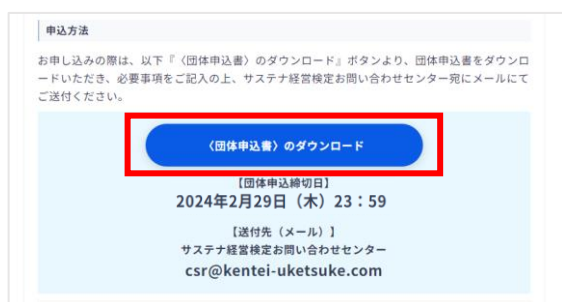 申込方法
お申し込みの際は、以下『〈団体申込書〉のダウンロード』ボタンより、団体申込書をダウンロ
ードいただき、必要事項をご記入の上、サステナ経営検定お問い合わせセンター宛にメールにて
ご送付ください。
〈団体申込書〉のダウンロード
【団体申込締切日】
2024年2月29日（木）23：59
【送付先（メール）】
サステナ経営検定お問い合わせセンター
csr@kentei-uketsuke.com